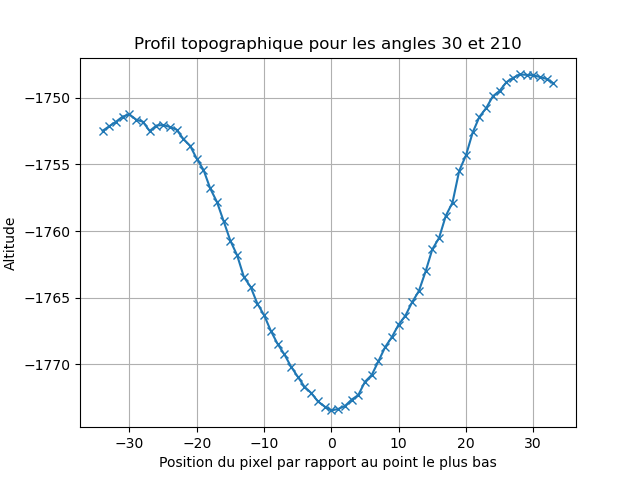 Profil topographique pour les angles 30 et 210
−1750
−1755
−1760
−1765
−1770
Altitude
−30 −20 −10 0 10 20 30
Position du pixel par rapport au point le plus bas